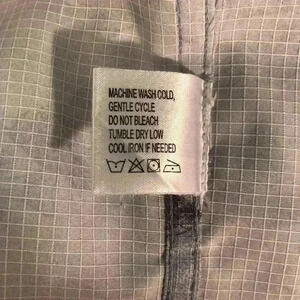 MACHINE WASH COLD,
GENTLE CYCLE
DO NOT BLEACH
TUMBLE DRY LOW
COOL IRON IF NEEDED